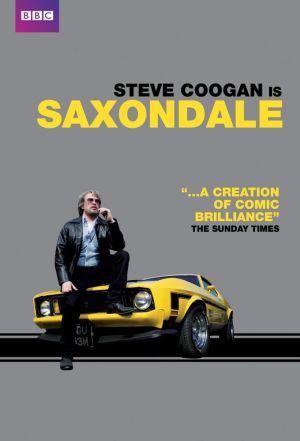 BBC
STEVE COOGAN IS
SAXONDALE
“...A CREATION
OF COMIC
BRILLIANCE”
THE SUNDAY TIMES